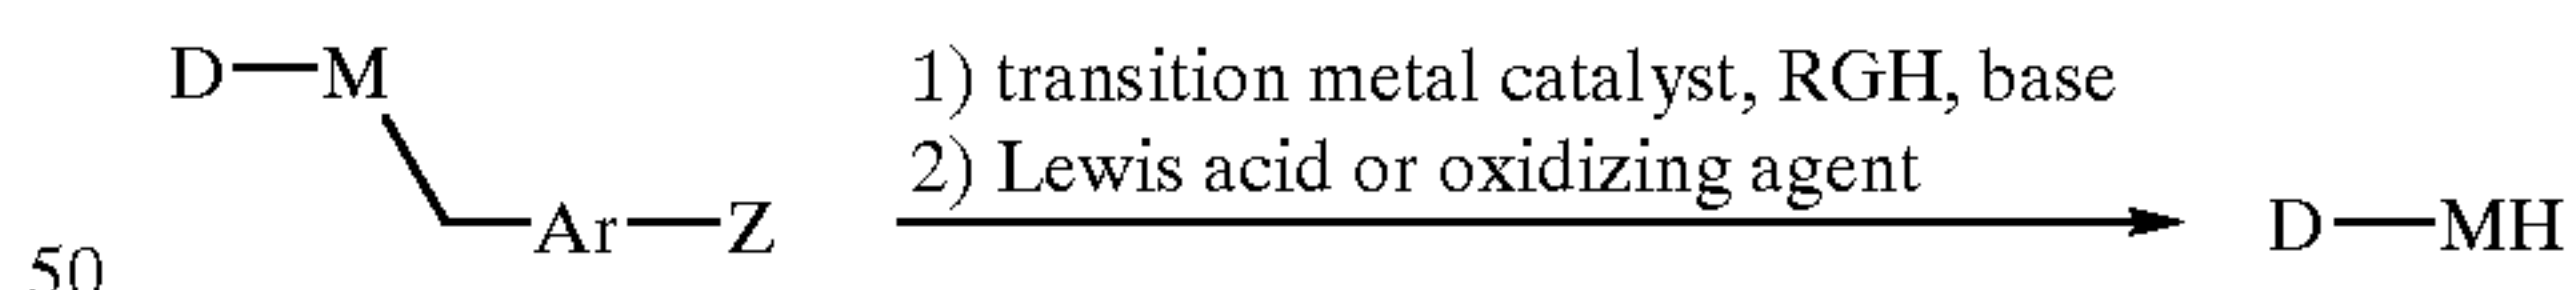 D—M
1) transition metal catalyst, RGH, base
2) Lewis acid or oxidizing agent
Ar—Z
D—MH
50